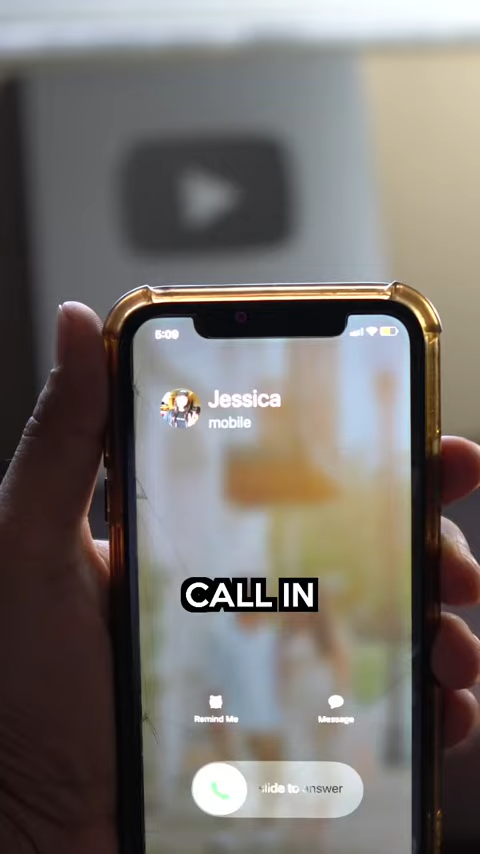 5:09
Jessica
mobile
CALL IN
Remind Me
Message
slide to answer